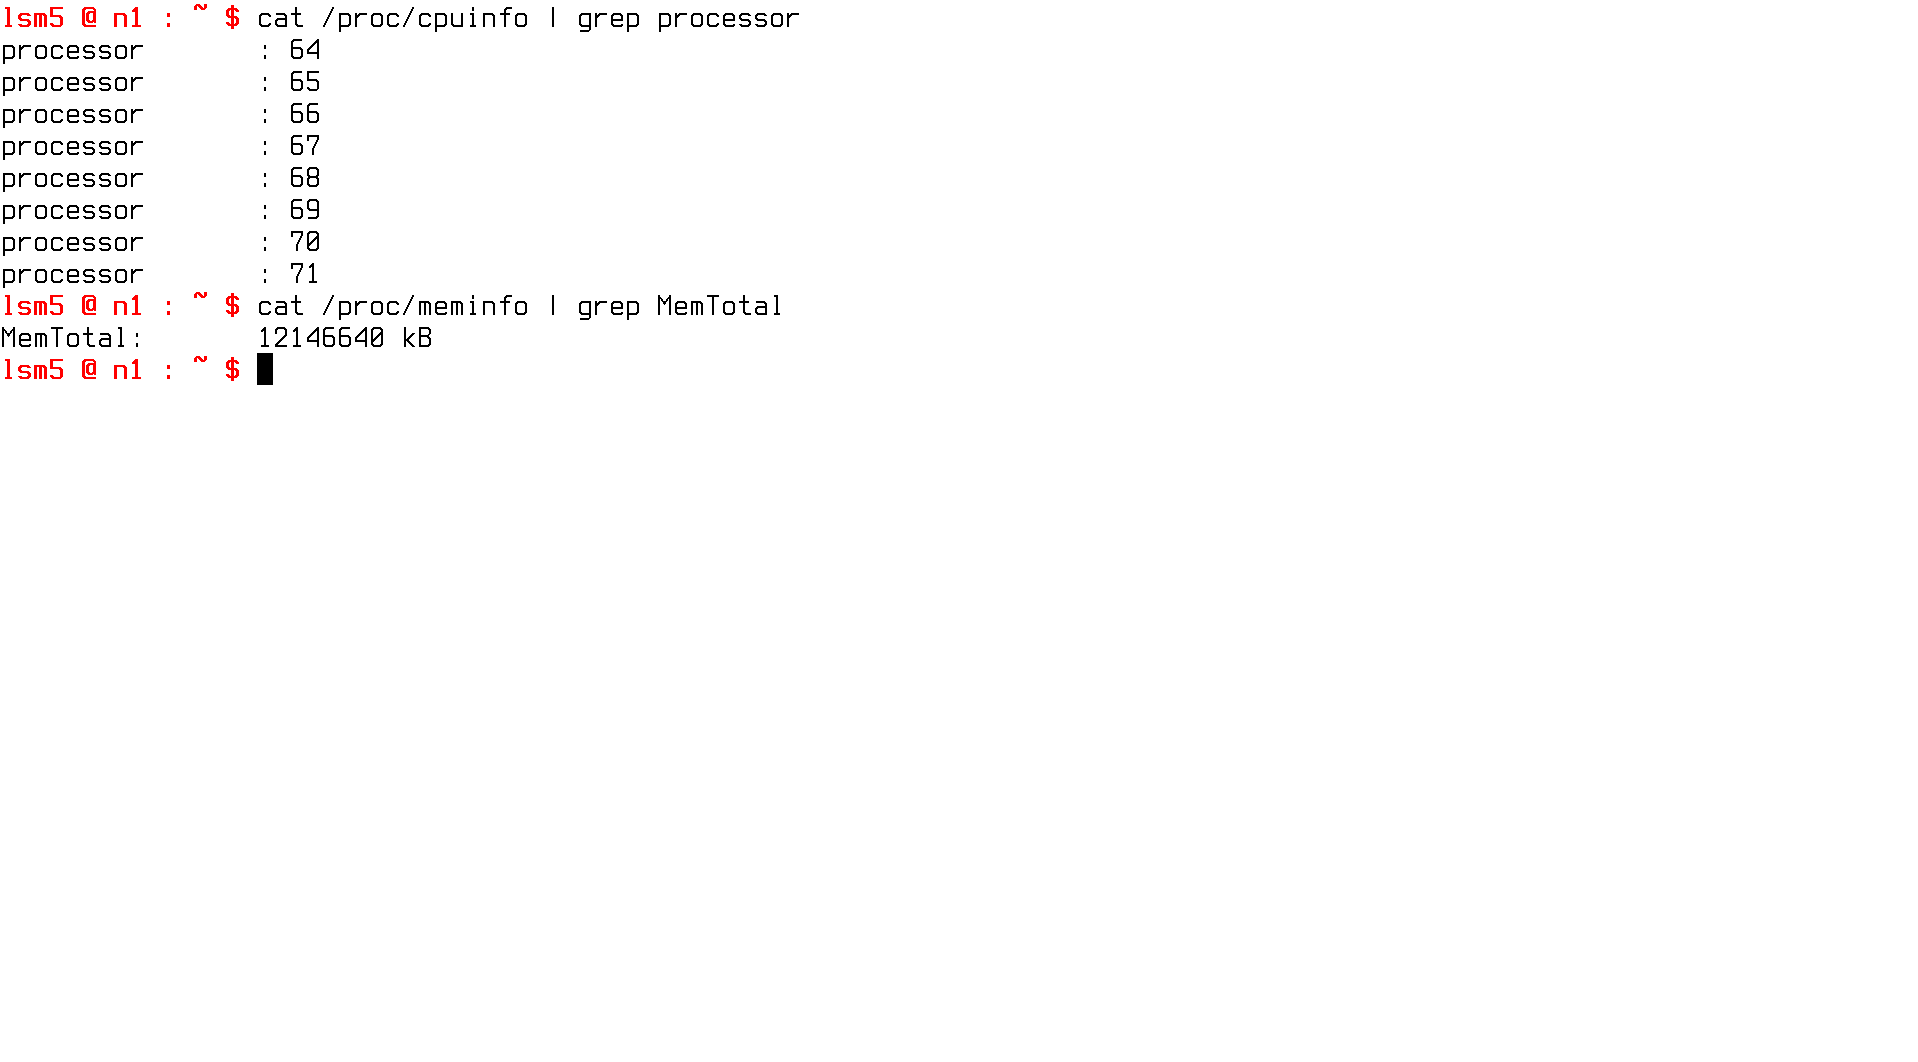 lsm5 @ n1 : ~ $ cat /proc/cpuinfo | grep processor
processor       : 64
processor       : 65
processor       : 66
processor       : 67
processor       : 68
processor       : 69
processor       : 70
processor       : 71
lsm5 @ n1 : ~ $ cat /proc/meminfo | grep MemTotal
MemTotal:       12146640 kB
lsm5 @ n1 : ~ $